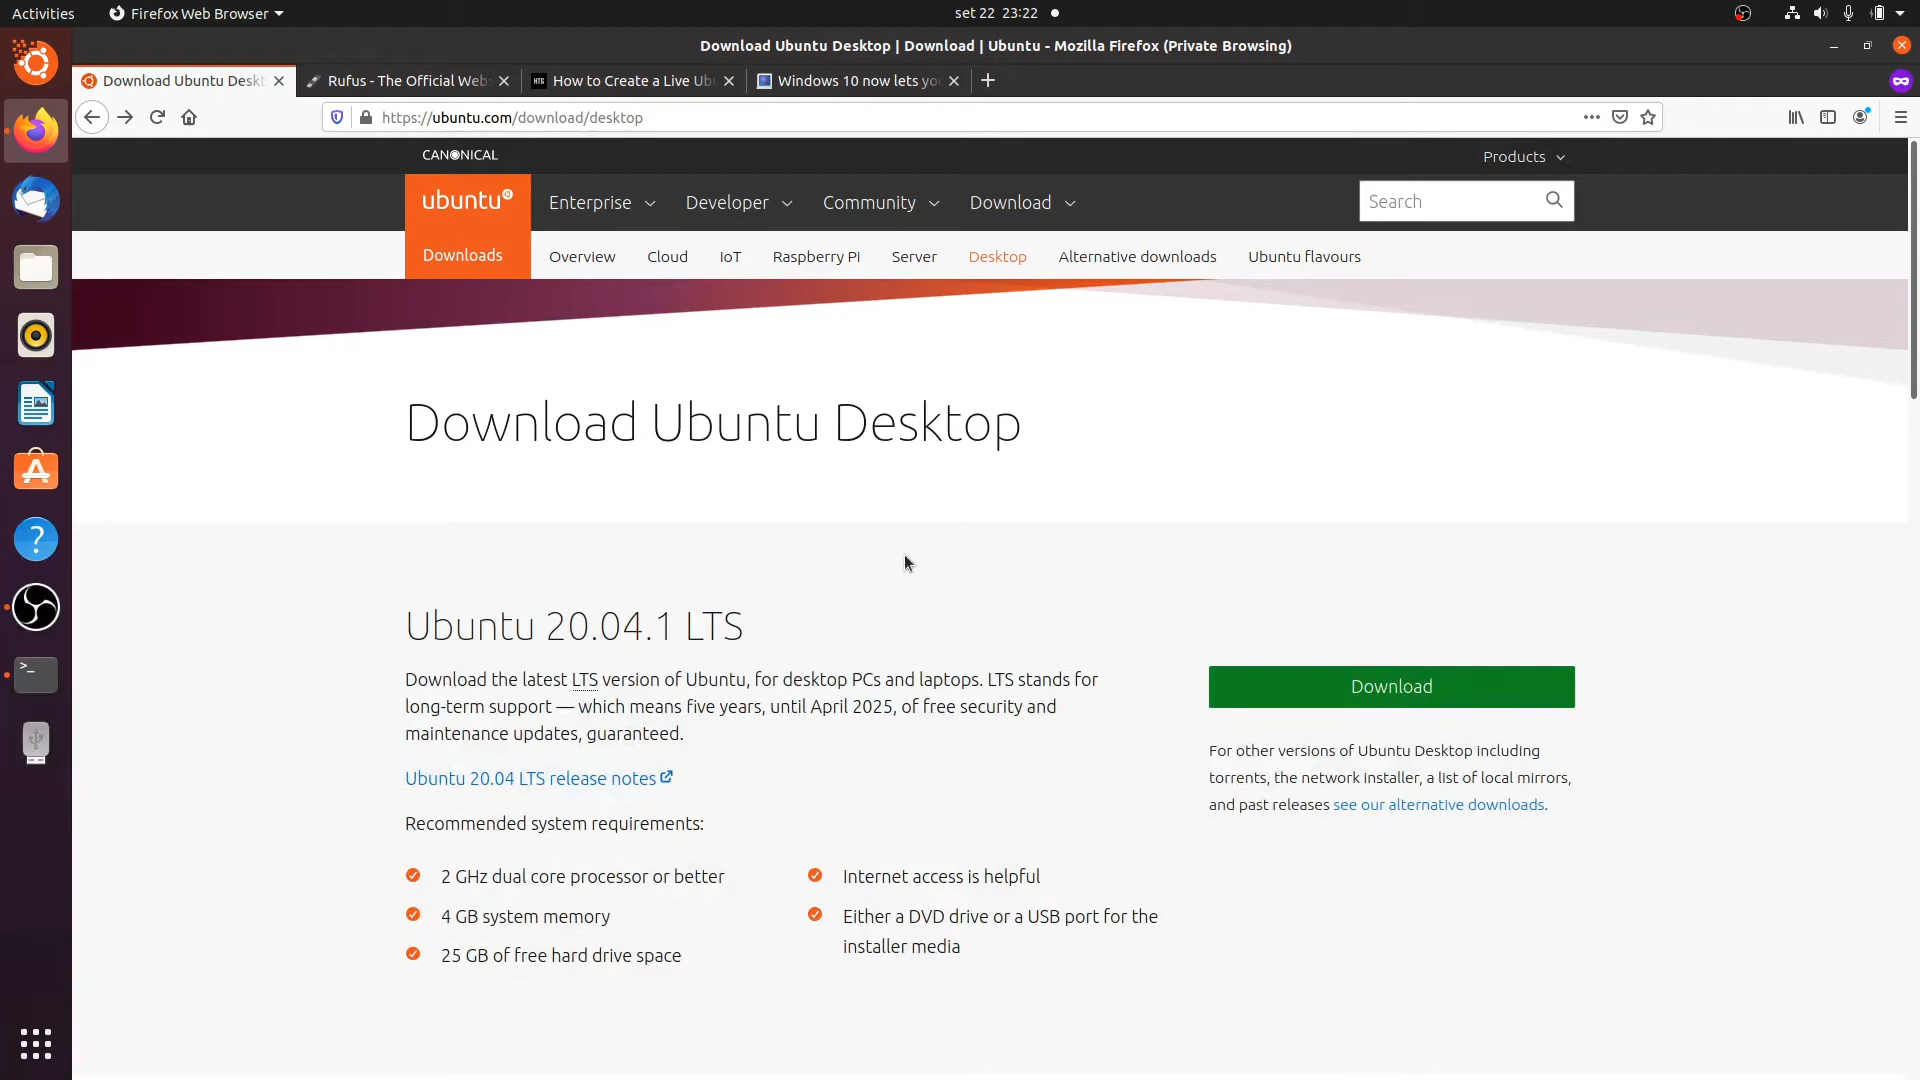 Activities
Firefox Web Browser
set 22 23:22
Download Ubuntu Desktop | Download | Ubuntu - Mozilla Firefox (Private Browsing)
Download Ubuntu Deskt
Rufus - The Official Web
How to Create a Live Ub
Windows 10 now lets yo
https://ubuntu.com/download/desktop
CANONICAL
Products
ubuntu
Enterprise
Developer
Community
Download
Search
Downloads
Overview
Cloud
IoT
Raspberry Pi
Server
Desktop
Alternative downloads
Ubuntu flavours
Download Ubuntu Desktop
Ubuntu 20.04.1 LTS
Download the latest LTS version of Ubuntu, for desktop PCs and laptops. LTS stands for
long-term support — which means five years, until April 2025, of free security and
maintenance updates, guaranteed.
Ubuntu 20.04 LTS release notes
Recommended system requirements:
2 GHz dual core processor or better
4 GB system memory
25 GB of free hard drive space
Internet access is helpful
Either a DVD drive or a USB port for the
installer media
Download
For other versions of Ubuntu Desktop including
torrents, the network installer, a list of local mirrors,
and past releases see our alternative downloads.